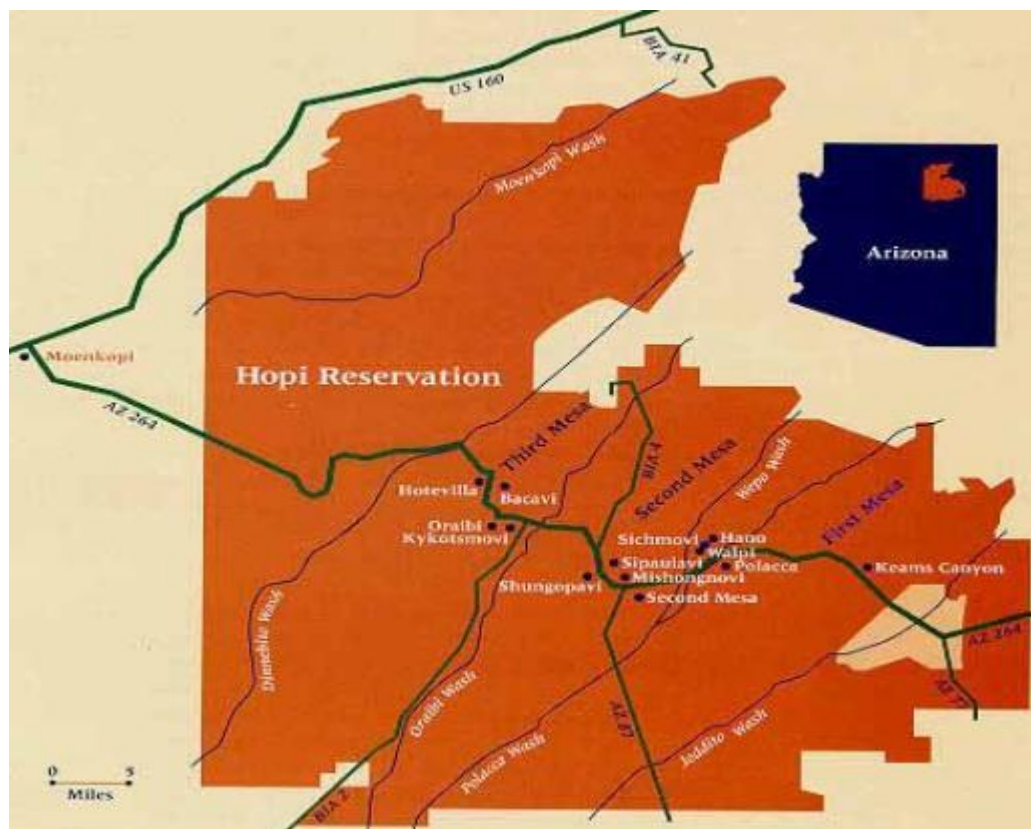 BIA 41
US 160
Moenkopi Wash
Arizona
Moenkopi
Hopi Reservation
AZ 264
Third Mesa
BIA 4
Second Mesa
Wepo Wash
First Mesa
Hotevilla
Bacavi
Oraibi
Kykotsmovi
Sichmovi
Hano
Walpi
Sipaulavi
Polacca
Keams Canyon
Shungopavi
Mishongnovi
Second Mesa
Dinnebito Wash
AZ 264
AZ 77
Oraibi Wash
AZ 87
Jeddito Wash
Polacca Wash
0 5
Miles
BIA 2